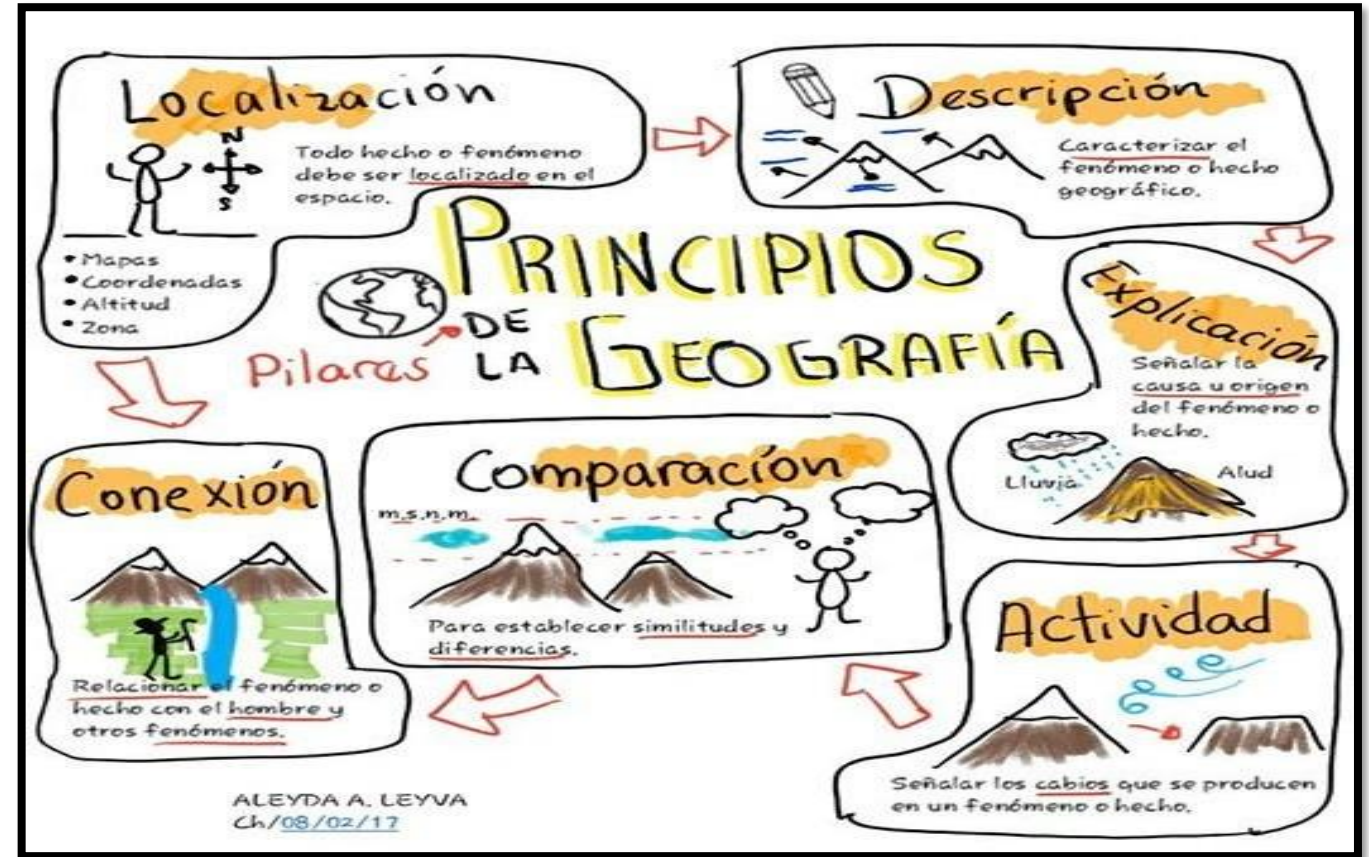 Localización
N
S
Todo hecho o fenómeno
debe ser localizado en el
espacio.
• Mapas
• Coordenadas
• Altitud
• Zona
Descripción
Caracterizar el
fenómeno o hecho
geográfico.
PRINCIPIOS
DE
LA GEOGRAFÍA
Pilares
Explicación
Señalar la
causa u origen
del fenómeno o
hecho.
Lluvia
Alud
Actividad
Señalar los cabios que se producen
en un fenómeno o hecho.
Comparación
m.s.n.m.
Para establecer similitudes y
diferencias.
Conexión
Relacionar el fenómeno o
hecho con el hombre y
otros fenómenos.
ALEYDA A. LEYVA
Ch/08/02/17